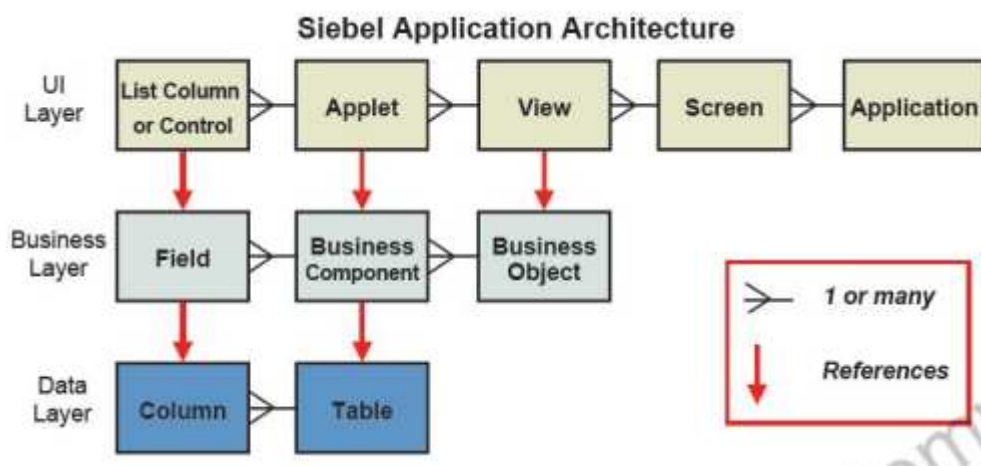 Siebel Application Architecture
UI
Layer
List Column
or Control
Applet
View
Screen
Application
Business
Layer
Field
Business
Component
Business
Object
1 or many
References
Data
Layer
Column
Table